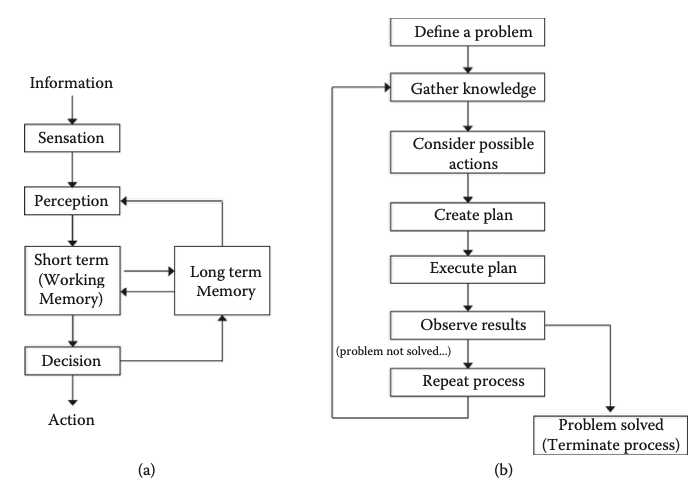 Information
Sensation
Perception
Short term
(Working
Memory)
Long term
Memory
Decision
Action
(a)
Define a problem
Gather knowledge
Consider possible
actions
Create plan
Execute plan
Observe results
(problem not solved...)
Repeat process
Problem solved
(Terminate process)
(b)